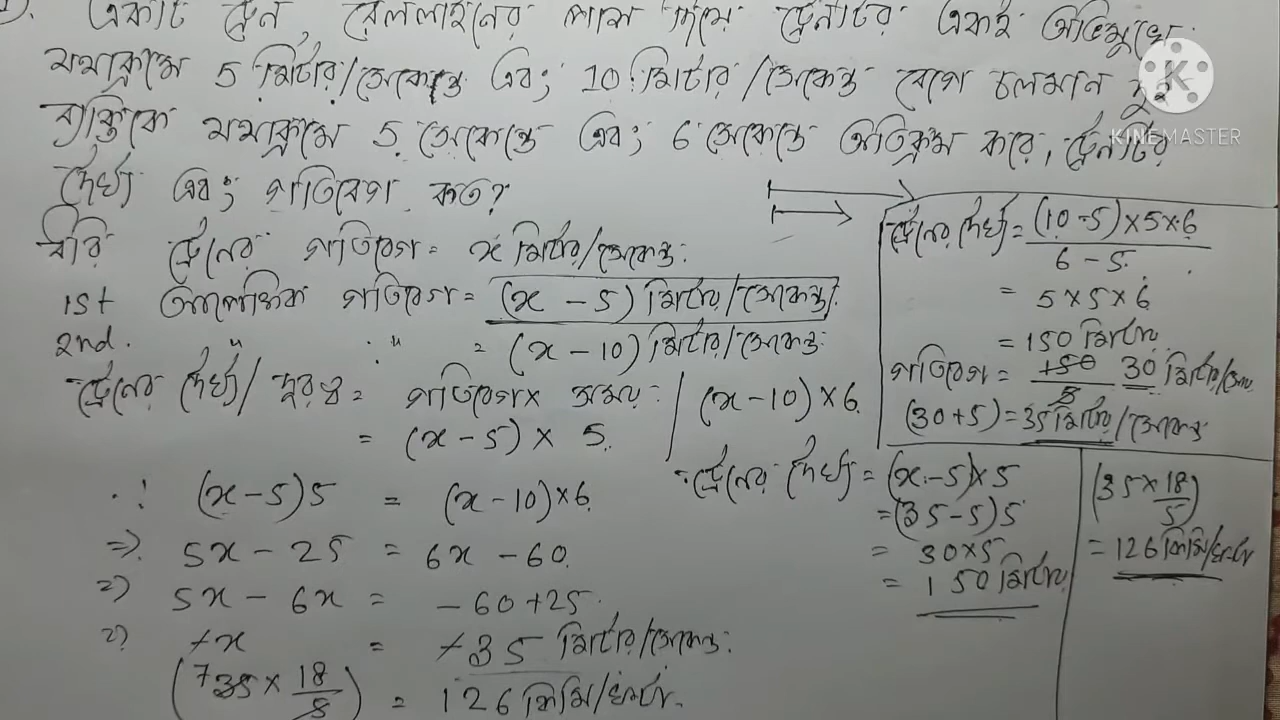 একটি ট্রেন, রেললাইনের পাশ দিয়ে ট্রেনটির একই অভিমুখে
যথাক্রমে 5 মিটার/সেকেন্ড এবং 10 মিটার/সেকেন্ড বেগে চলমান দুই
ব্যক্তিকে যথাক্রমে 5 সেকেন্ডে এবং 6 সেকেন্ডে অতিক্রম করে, ট্রেনটির
দৈর্ঘ্য এবং গতিবেগ কত?
ধরি ট্রেনের গতিবেগ = x মিটার/সেকেন্ড
1st আপেক্ষিক গতিবেগ = (x - 5) মিটার/সেকেন্ড
2nd. " " = (x - 10) মিটার/সেকেন্ড
ট্রেনের দৈর্ঘ্য/দূরত্ব = গতিবেগ × সময় | (x-10)×6
= (x-5) × 5
∴ (x-5)5 = (x-10)×6
⇒ 5x - 25 = 6x - 60
⇒ 5x - 6x = -60+25
⇒ +x = +35 মিটার/সেকেন্ড
(7 35 × 18/5) = 126 কিমি/ঘন্টা
ট্রেনের দৈর্ঘ্য = (10-5)×5×6
6 - 5
= 5×5×6
= 150 মিটার
গতিবেগ = 150/5 30 মিটার/সে
(30+5) = 35 মিটার/সেকেন্ড
ট্রেনের দৈর্ঘ্য = (x-5)×5
= (35-5)5
= 30×5
= 150 মিটার
(35×18/5)
= 126 কিমি/ঘন্টা
K
KINEMASTER